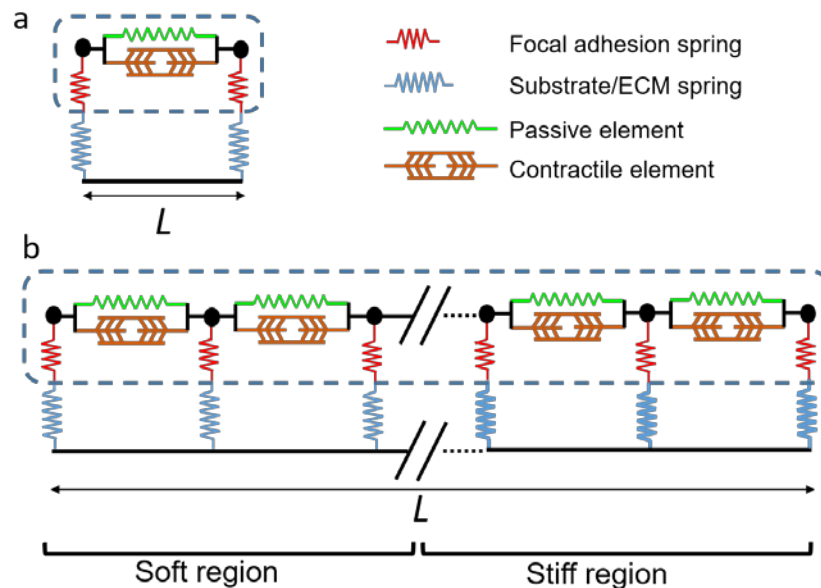 a
Focal adhesion spring
Substrate/ECM spring
Passive element
Contractile element
L
b
L
Soft region
Stiff region